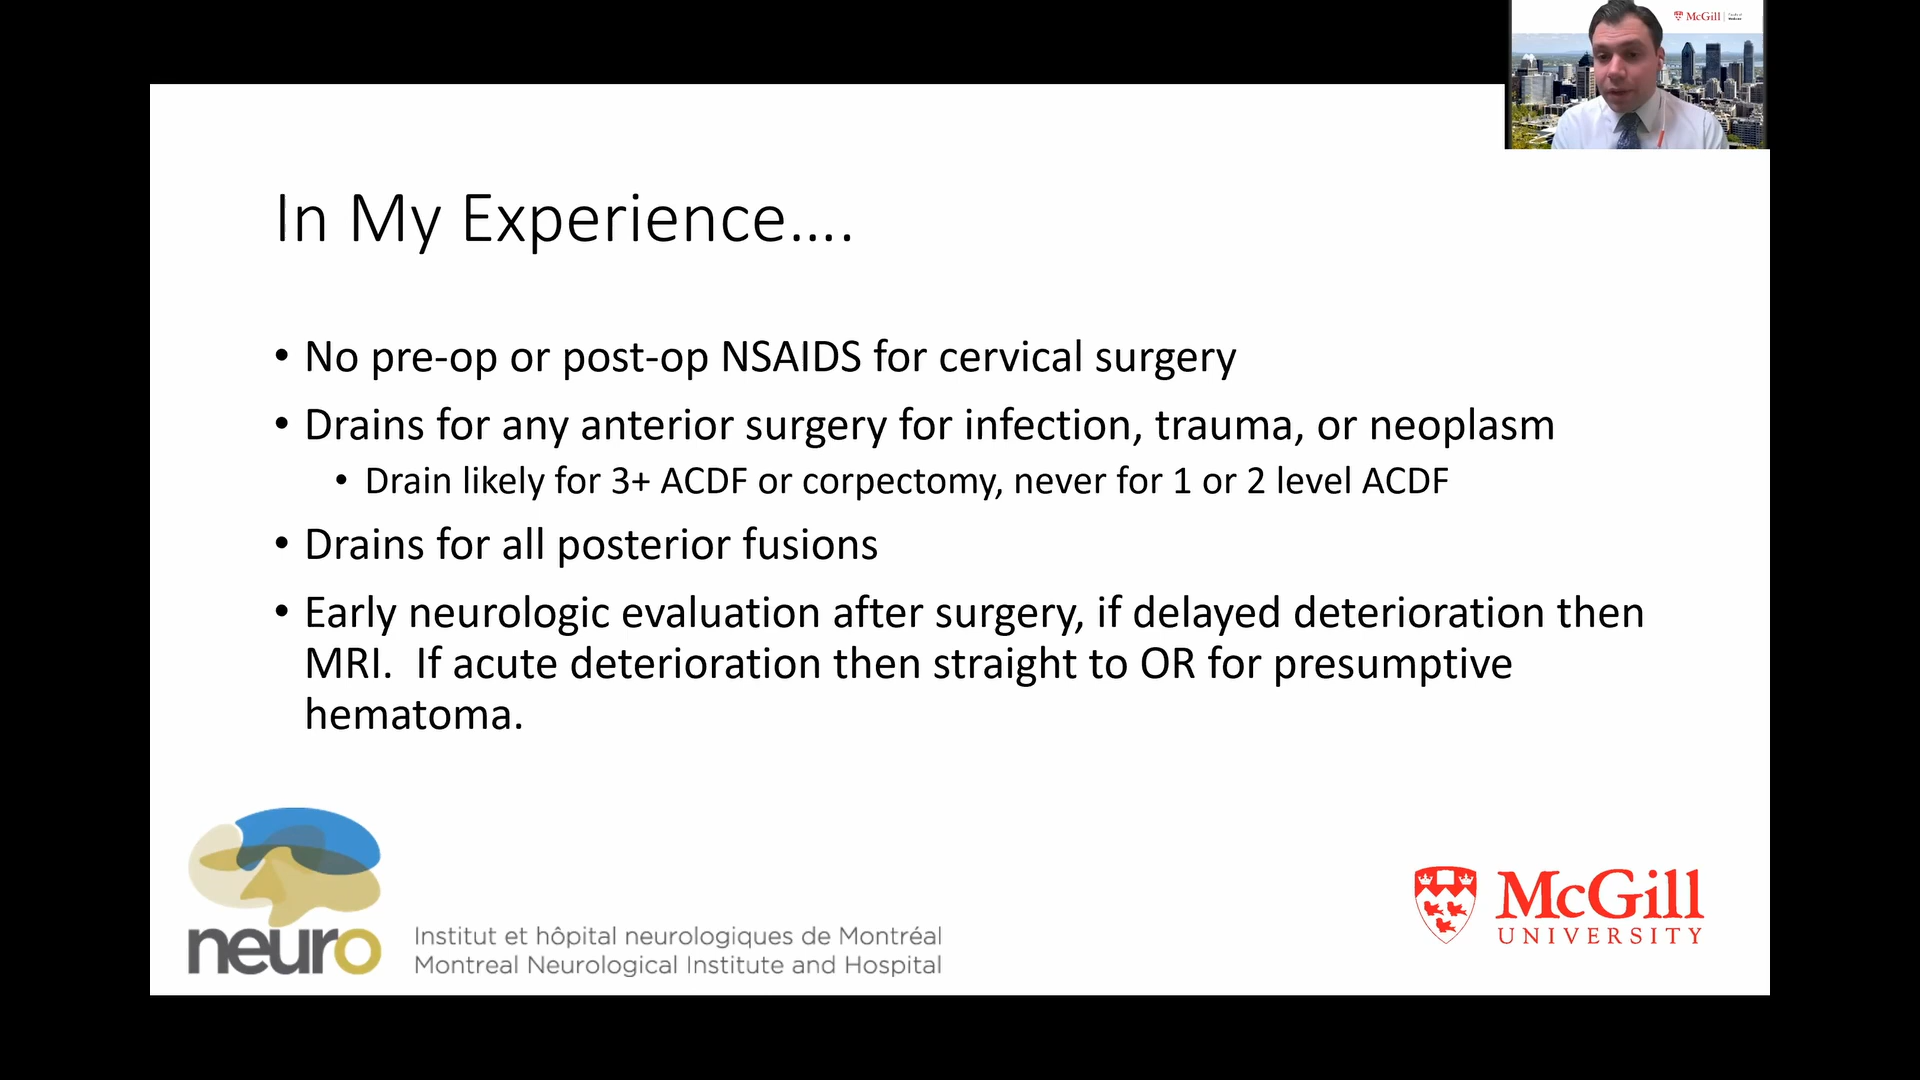 McGill
In My Experience....
• No pre-op or post-op NSAIDS for cervical surgery
• Drains for any anterior surgery for infection, trauma, or neoplasm
• Drain likely for 3+ ACDF or corpectomy, never for 1 or 2 level ACDF
• Drains for all posterior fusions
• Early neurologic evaluation after surgery, if delayed deterioration then
MRI.  If acute deterioration then straight to OR for presumptive
hematoma.
neuro
Institut et hôpital neurologiques de Montréal
Montreal Neurological Institute and Hospital
McGill
UNIVERSITY